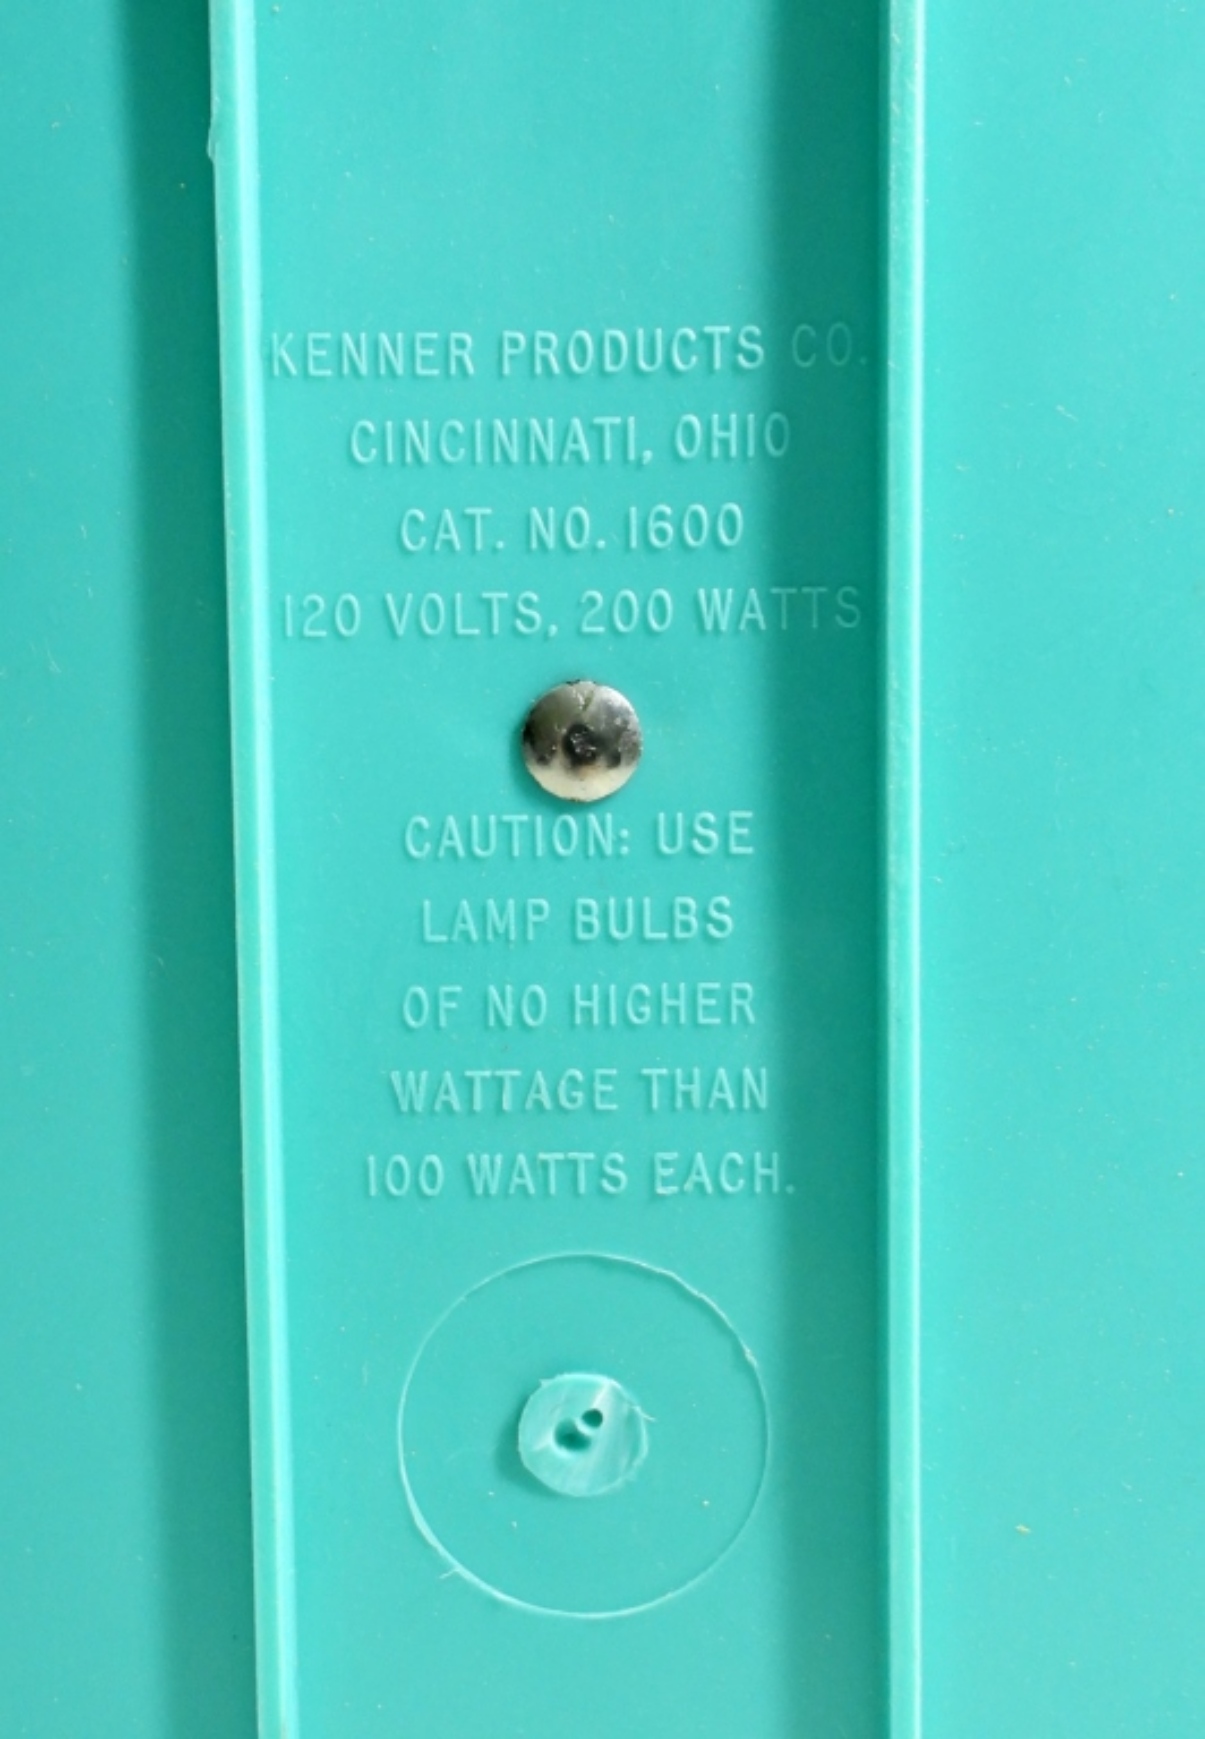 KENNER PRODUCTS CO.
CINCINNATI, OHIO
CAT. NO. 1600
120 VOLTS, 200 WATTS
CAUTION: USE
LAMP BULBS
OF NO HIGHER
WATTAGE THAN
100 WATTS EACH.